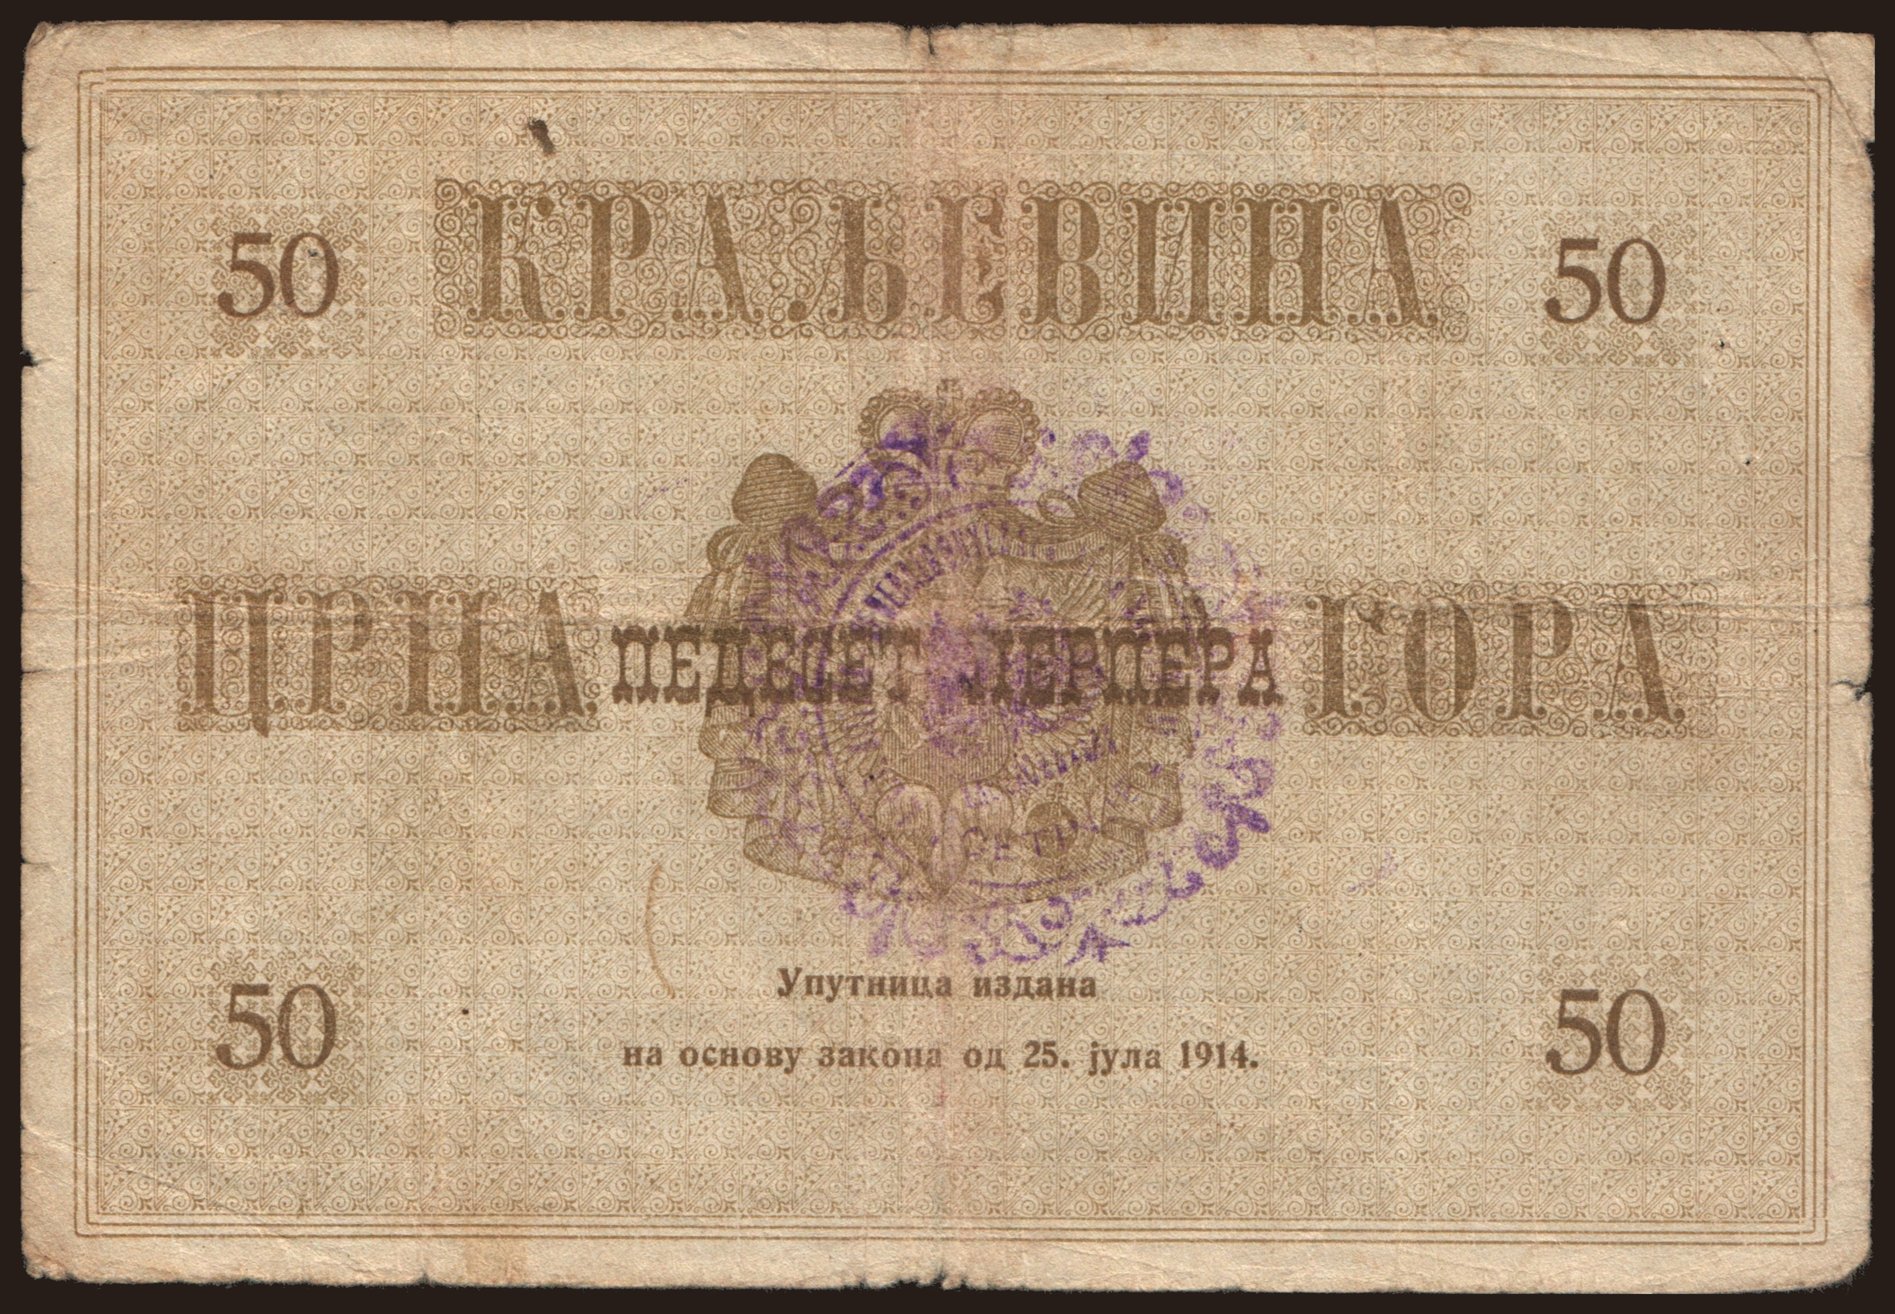 КРАЉЕВИНА
50 50
ЦРНА ПЕДЕСЕТ ПЕРПЕРА ГОРА
Упутница издана
на основу закона од 25. јула 1914.
50 50